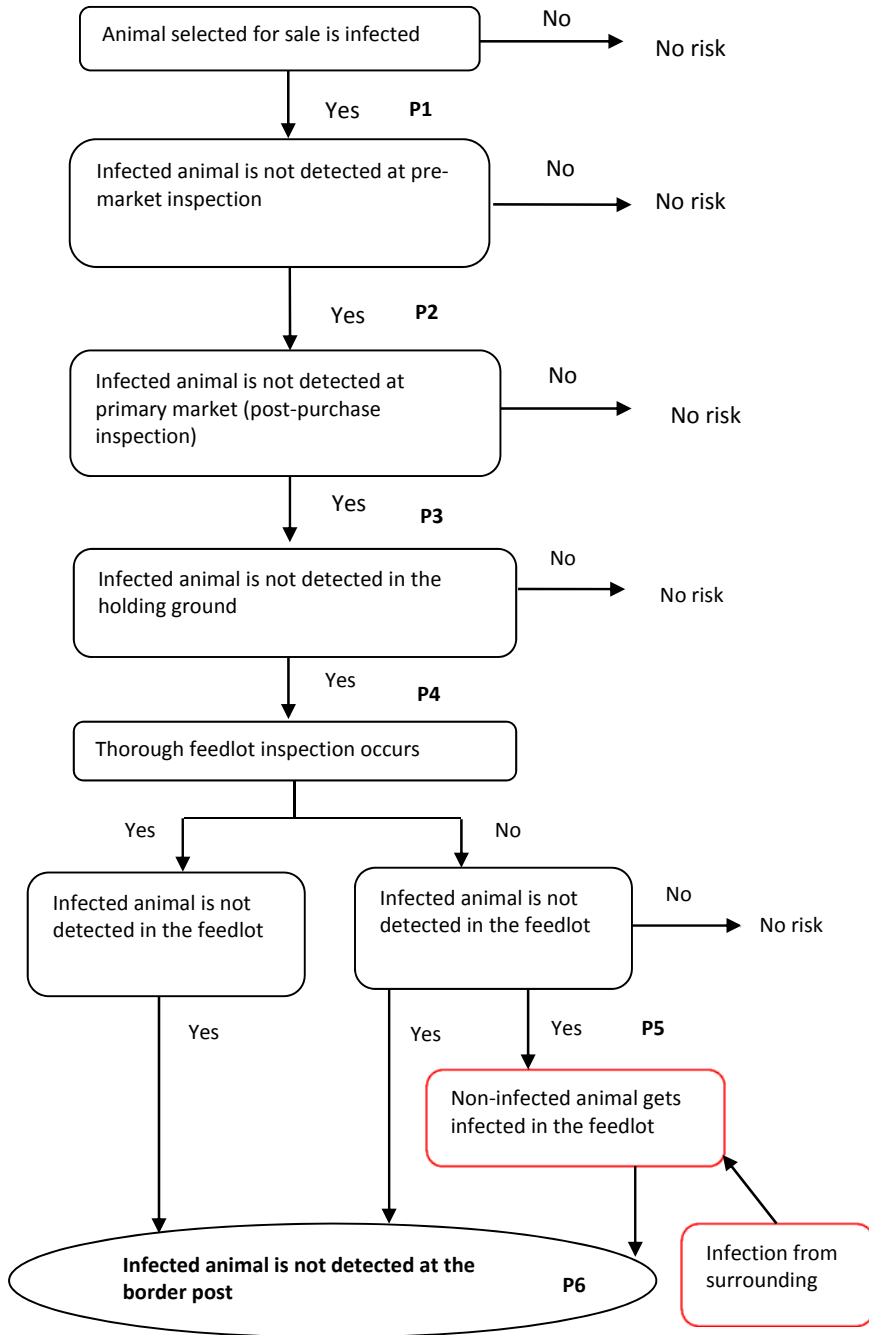 Animal selected for sale is infected
No
No risk
Yes
P1
Infected animal is not detected at pre-
market inspection
No
No risk
Yes
P2
Infected animal is not detected at
primary market (post-purchase
inspection)
No
No risk
Yes
P3
Infected animal is not detected in the
holding ground
No
No risk
Yes
P4
Thorough feedlot inspection occurs
Yes
No
Infected animal is not
detected in the feedlot
Infected animal is not
detected in the feedlot
No
No risk
Yes
Yes
Yes
P5
Non-infected animal gets
infected in the feedlot
Infection from
surrounding
Infected animal is not detected at the
border post
P6